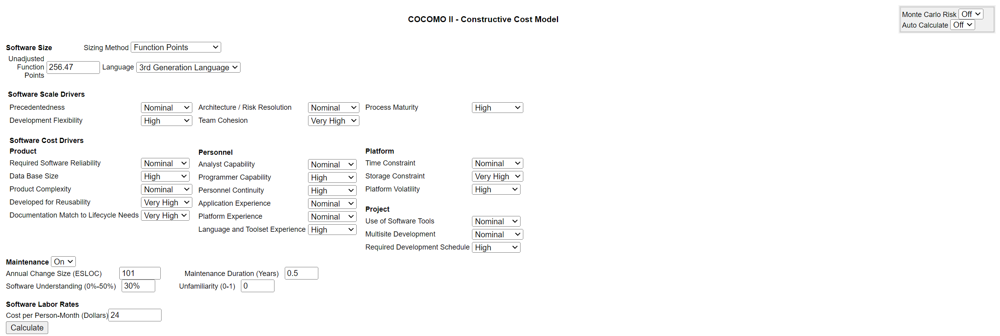 COCOMO II - Constructive Cost Model
Monte Carlo Risk Off
Auto Calculate Off
Software Size Sizing Method Function Points
Unadjusted
Function
Points 256.47 Language 3rd Generation Language
Software Scale Drivers
Precedentedness Nominal Architecture / Risk Resolution Nominal Process Maturity High
Development Flexibility High Team Cohesion Very High
Software Cost Drivers
Product
Required Software Reliability Nominal
Data Base Size High
Product Complexity Nominal
Developed for Reusability Very High
Documentation Match to Lifecycle Needs Very High
Personnel
Analyst Capability Nominal
Programmer Capability High
Personnel Continuity High
Application Experience Nominal
Platform Experience Nominal
Language and Toolset Experience High
Platform
Time Constraint Nominal
Storage Constraint Very High
Platform Volatility High
Project
Use of Software Tools Nominal
Multisite Development Nominal
Required Development Schedule High
Maintenance On
Annual Change Size (ESLOC) 101 Maintenance Duration (Years) 0.5
Software Understanding (0%-50%) 30% Unfamiliarity (0-1) 0
Software Labor Rates
Cost per Person-Month (Dollars) 24
Calculate